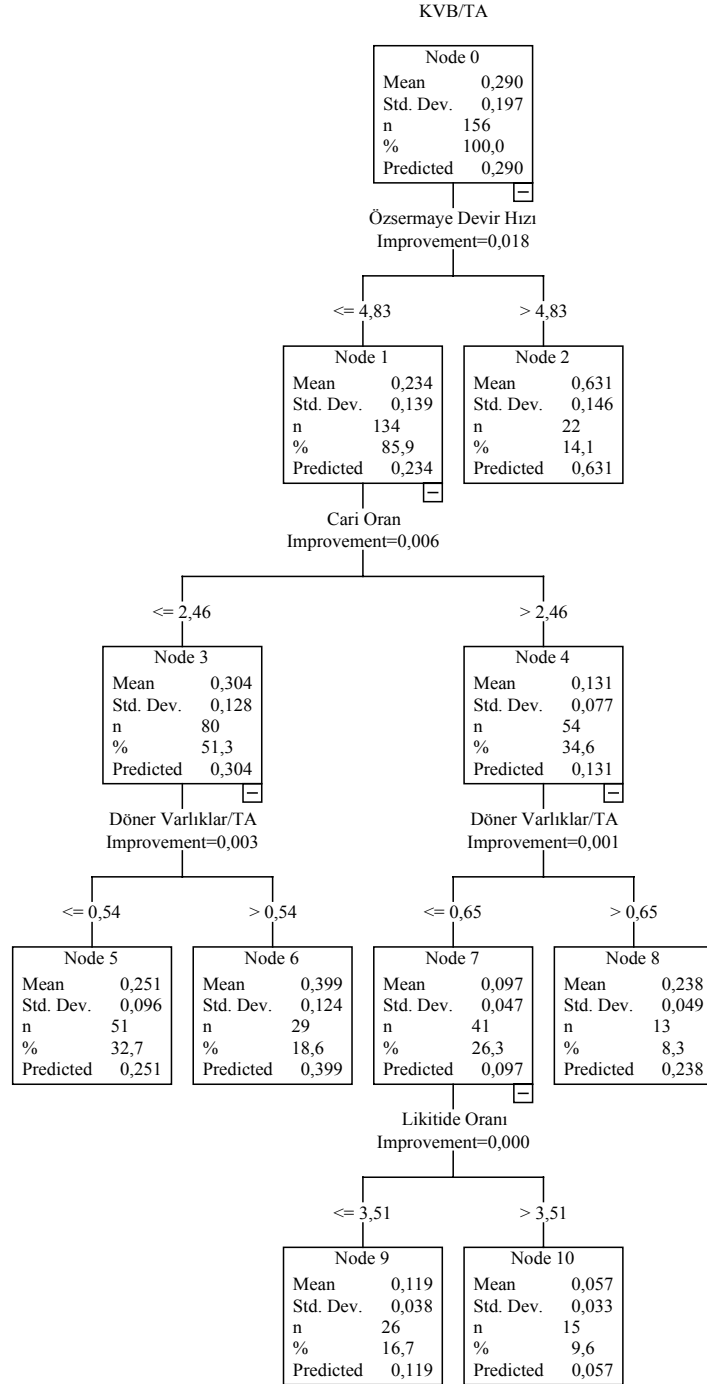 KVB/TA
Node 0
Mean 0,290
Std. Dev. 0,197
n 156
% 100,0
Predicted 0,290
Özsermaye Devir Hızı
Improvement=0,018
<= 4,83
> 4,83
Node 1
Mean 0,234
Std. Dev. 0,139
n 134
% 85,9
Predicted 0,234
Node 2
Mean 0,631
Std. Dev. 0,146
n 22
% 14,1
Predicted 0,631
Cari Oran
Improvement=0,006
<= 2,46
> 2,46
Node 3
Mean 0,304
Std. Dev. 0,128
n 80
% 51,3
Predicted 0,304
Node 4
Mean 0,131
Std. Dev. 0,077
n 54
% 34,6
Predicted 0,131
Döner Varlıklar/TA
Improvement=0,003
Döner Varlıklar/TA
Improvement=0,001
<= 0,54
> 0,54
<= 0,65
> 0,65
Node 5
Mean 0,251
Std. Dev. 0,096
n 51
% 32,7
Predicted 0,251
Node 6
Mean 0,399
Std. Dev. 0,124
n 29
% 18,6
Predicted 0,399
Node 7
Mean 0,097
Std. Dev. 0,047
n 41
% 26,3
Predicted 0,097
Node 8
Mean 0,238
Std. Dev. 0,049
n 13
% 8,3
Predicted 0,238
Likitide Oranı
Improvement=0,000
<= 3,51
> 3,51
Node 9
Mean 0,119
Std. Dev. 0,038
n 26
% 16,7
Predicted 0,119
Node 10
Mean 0,057
Std. Dev. 0,033
n 15
% 9,6
Predicted 0,057